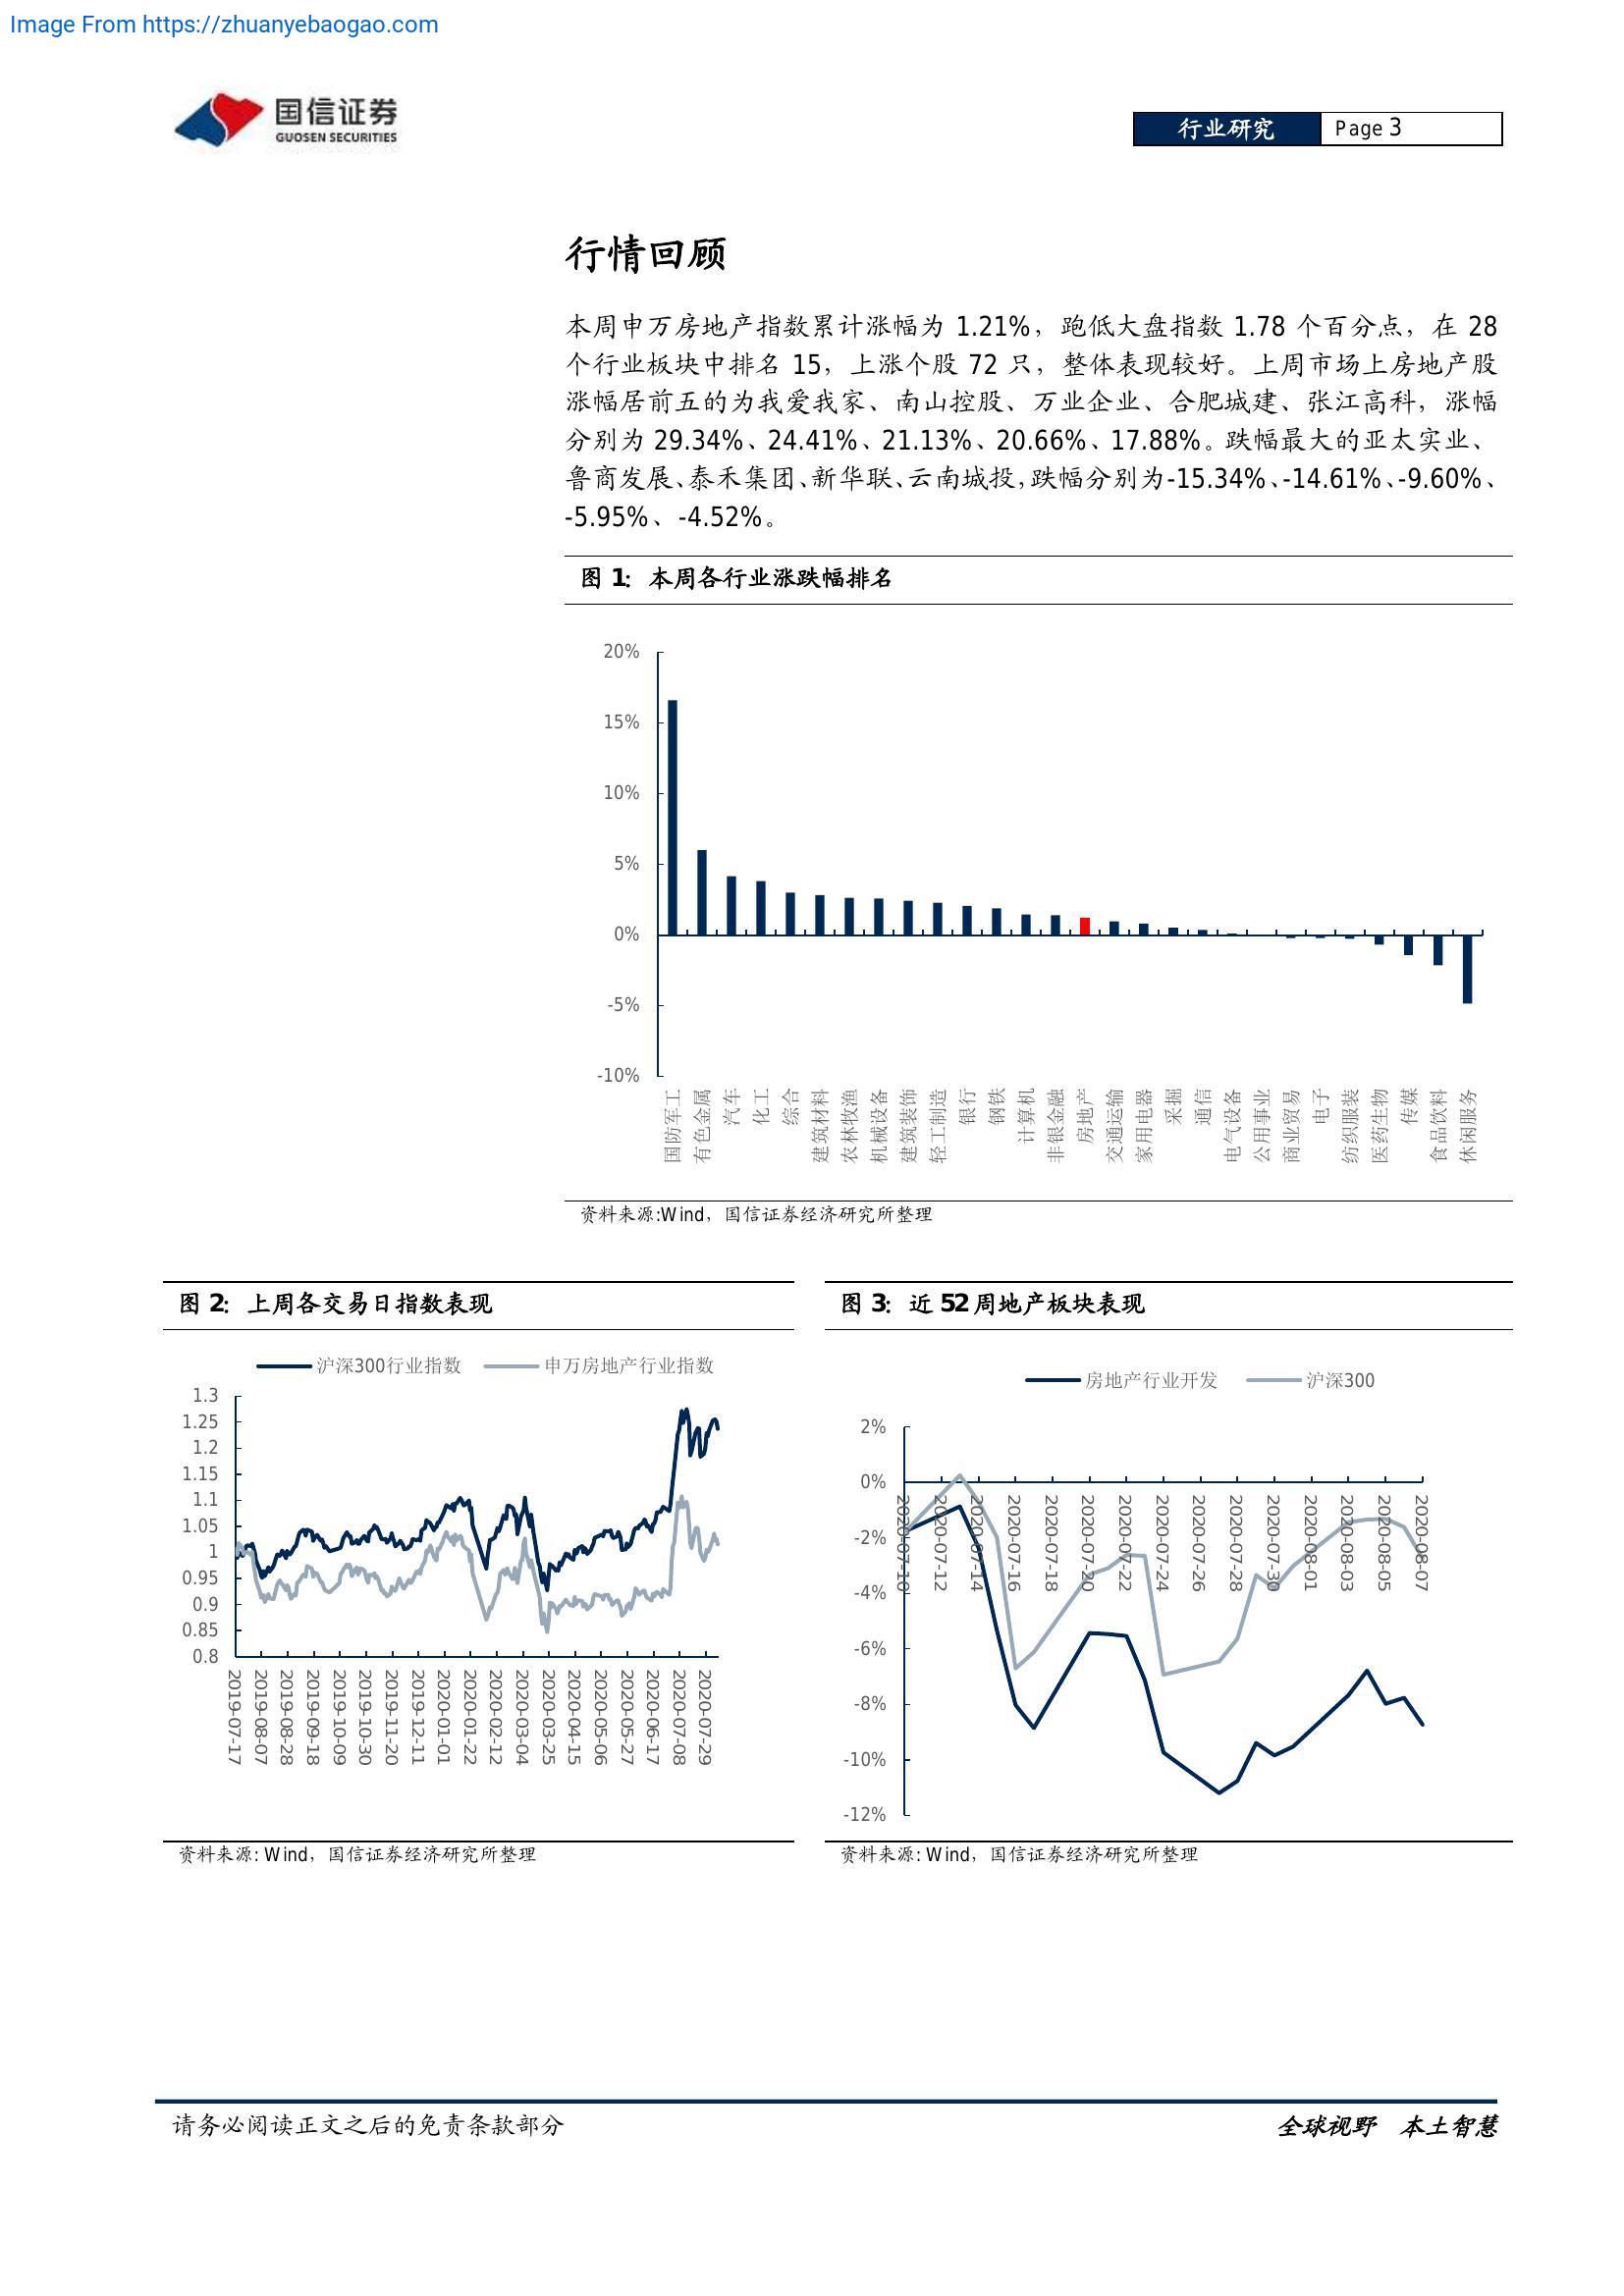 Image From https://zhuanyebaogao.com
国信证券
GUOSEN SECURITIES
行业研究
Page 3
行情回顾
本周申万房地产指数累计涨幅为 1.21%，跑低大盘指数 1.78 个百分点，在 28
个行业板块中排名 15，上涨个股 72 只，整体表现较好。上周市场上房地产股
涨幅居前五的为我爱我家、南山控股、万业企业、合肥城建、张江高科，涨幅
分别为 29.34%、24.41%、21.13%、20.66%、17.88%。跌幅最大的亚太实业、
鲁商发展、泰禾集团、新华联、云南城投，跌幅分别为-15.34%、-14.61%、-9.60%、
-5.95%、-4.52%。
图 1：本周各行业涨跌幅排名
20%
15%
10%
5%
0%
-5%
-10%
国防军工
有色金属
汽车
化工
综合
建筑材料
农林牧渔
机械设备
建筑装饰
轻工制造
银行
钢铁
计算机
非银金融
房地产
交通运输
家用电器
采掘
通信
电气设备
公用事业
商业贸易
电子
纺织服装
医药生物
传媒
食品饮料
休闲服务
资料来源:Wind，国信证券经济研究所整理
图 2：上周各交易日指数表现
沪深300行业指数
申万房地产行业指数
1.3
1.25
1.2
1.15
1.1
1.05
1
0.95
0.9
0.85
0.8
2019-07-17
2019-08-07
2019-08-28
2019-09-18
2019-10-09
2019-10-30
2019-11-20
2019-12-11
2020-01-01
2020-01-22
2020-02-12
2020-03-04
2020-03-25
2020-04-15
2020-05-06
2020-05-27
2020-06-17
2020-07-08
2020-07-29
资料来源: Wind，国信证券经济研究所整理
图 3：近 52 周地产板块表现
房地产行业开发
沪深300
2%
0%
-2%
-4%
-6%
-8%
-10%
-12%
2020-07-10
2020-07-12
2020-07-14
2020-07-16
2020-07-18
2020-07-20
2020-07-22
2020-07-24
2020-07-26
2020-07-28
2020-07-30
2020-08-01
2020-08-03
2020-08-05
2020-08-07
资料来源: Wind，国信证券经济研究所整理
请务必阅读正文之后的免责条款部分
全球视野 本土智慧